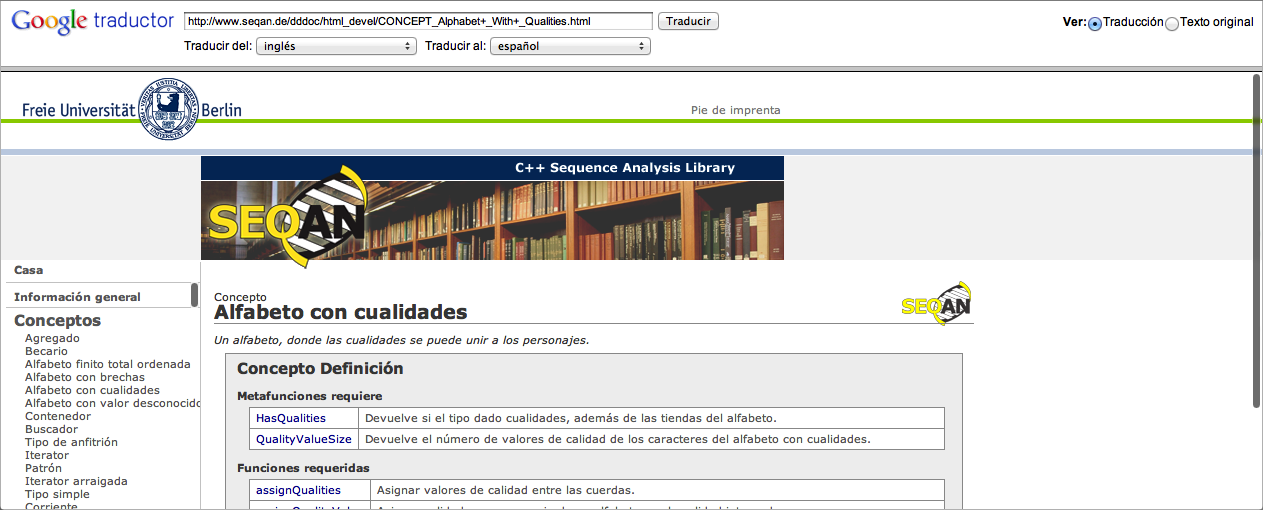 Google traductor http://www.seqan.de/dddoc/html_devel/CONCEPT_Alphabet+_With+_Qualities.html Traducir Ver: Traducción Texto original
Traducir del: inglés Traducir al: español
Freie Universität Berlin Pie de imprenta
C++ Sequence Analysis Library
SEQAN
Casa
Información general
Conceptos
Agregado
Becario
Alfabeto finito total ordenada
Alfabeto con brechas
Alfabeto con cualidades
Alfabeto con valor desconocido
Contenedor
Buscador
Tipo de anfitrión
Iterator
Patrón
Iterator arraigada
Tipo simple
Corriente
Concepto
Alfabeto con cualidades
SEQAN
Un alfabeto, donde las cualidades se puede unir a los personajes.
Concepto Definición
Metafunciones requiere
HasQualities Devuelve si el tipo dado cualidades, además de las tiendas del alfabeto.
QualityValueSize Devuelve el número de valores de calidad de los caracteres del alfabeto con cualidades.
Funciones requeridas
assignQualities Asignar valores de calidad entre las cuerdas.